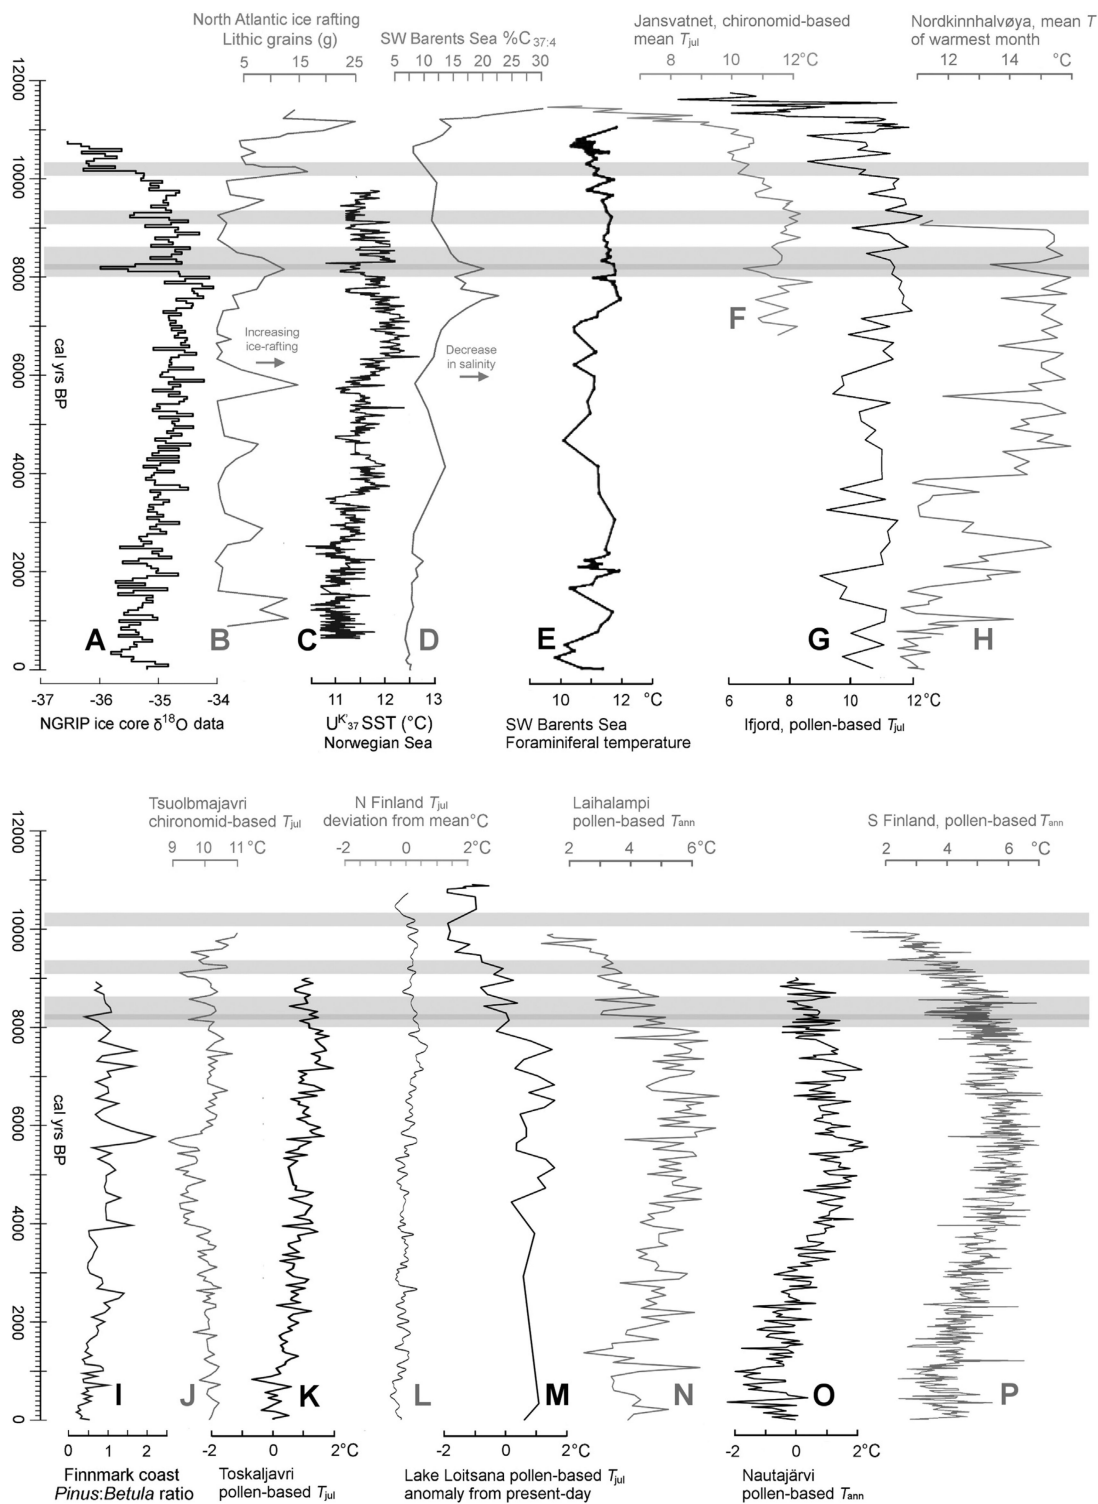 North Atlantic ice rafting
Lithic grains (g)
5 15 25
SW Barents Sea %C37:4
5 10 15 20 25 30
Jansvatnet, chironomid-based
mean Tjul
8 10 12°C
Nordkinnhalvøya, mean T
of warmest month
12 14 °C
12000
10000
8000
6000
4000
2000
0
cal yrs BP
Increasing
ice-rafting
Decrease
in salinity
A
B
C
D
E
F
G
H
-37 -36 -35 -34
NGRIP ice core δ18O data
11 12 13
UK'37 SST (°C)
Norwegian Sea
10 12 °C
SW Barents Sea
Foraminiferal temperature
6 8 10 12°C
Ifjord, pollen-based Tjul
Tsuolbmajavri
chironomid-based Tjul
9 10 11°C
N Finland Tjul
deviation from mean°C
-2 0 2°C
Laihalampi
pollen-based Tann
2 4 6°C
S Finland, pollen-based Tann
2 4 6 °C
12000
10000
8000
6000
4000
2000
0
cal yrs BP
I
J
K
L
M
N
O
P
0 1 2
Finnmark coast
Pinus:Betula ratio
-2 0 2°C
Toskaljavri
pollen-based Tjul
-2 0 2°C
Lake Loitsana pollen-based Tjul
anomaly from present-day
-2 0 2°C
Nautajärvi
pollen-based Tann